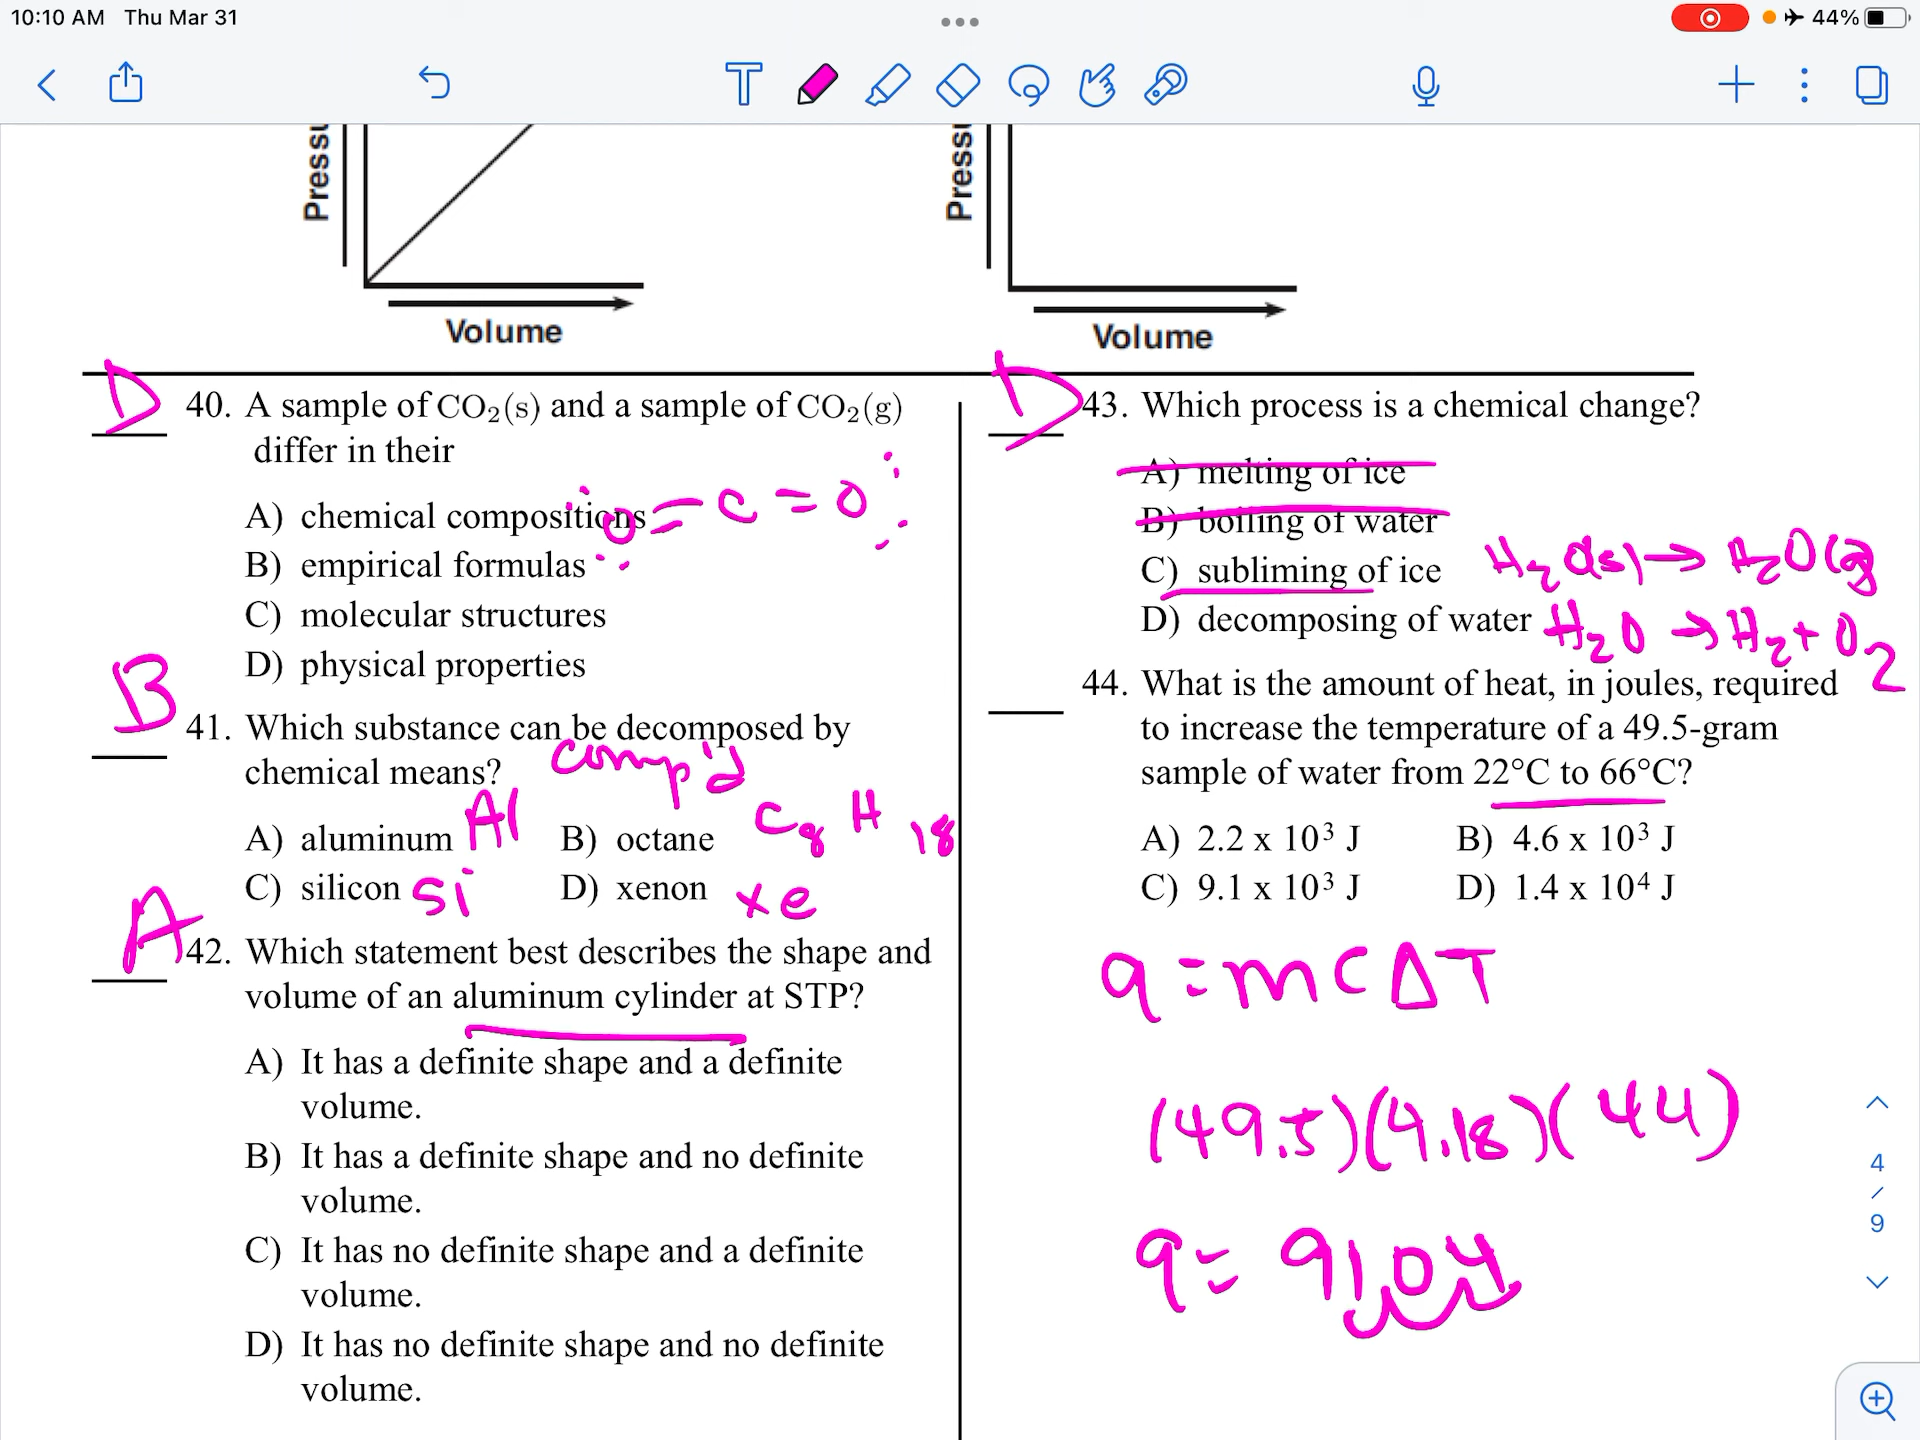 10:10 AM Thu Mar 31
44%
Pressu
Volume
Pressu
Volume
D
40. A sample of CO₂(s) and a sample of CO₂(g)
differ in their
A) chemical compositions
O = C = O
B) empirical formulas
C) molecular structures
D) physical properties
B
41. Which substance can be decomposed by
chemical means?
comp'd
A) aluminum Al B) octane C₈H₁₈
C) silicon Si D) xenon Xe
A
42. Which statement best describes the shape and
volume of an aluminum cylinder at STP?
A) It has a definite shape and a definite
volume.
B) It has a definite shape and no definite
volume.
C) It has no definite shape and a definite
volume.
D) It has no definite shape and no definite
volume.
D
43. Which process is a chemical change?
A) melting of ice
B) boiling of water
C) subliming of ice H₂O(s) → H₂O(g)
D) decomposing of water H₂O → H₂ + O₂
44. What is the amount of heat, in joules, required
to increase the temperature of a 49.5-gram
sample of water from 22°C to 66°C?
A) 2.2 x 10³ J B) 4.6 x 10³ J
C) 9.1 x 10³ J D) 1.4 x 10⁴ J
q = mCΔT
(49.5)(4.18)(44)
q = 9104.
4
/
9